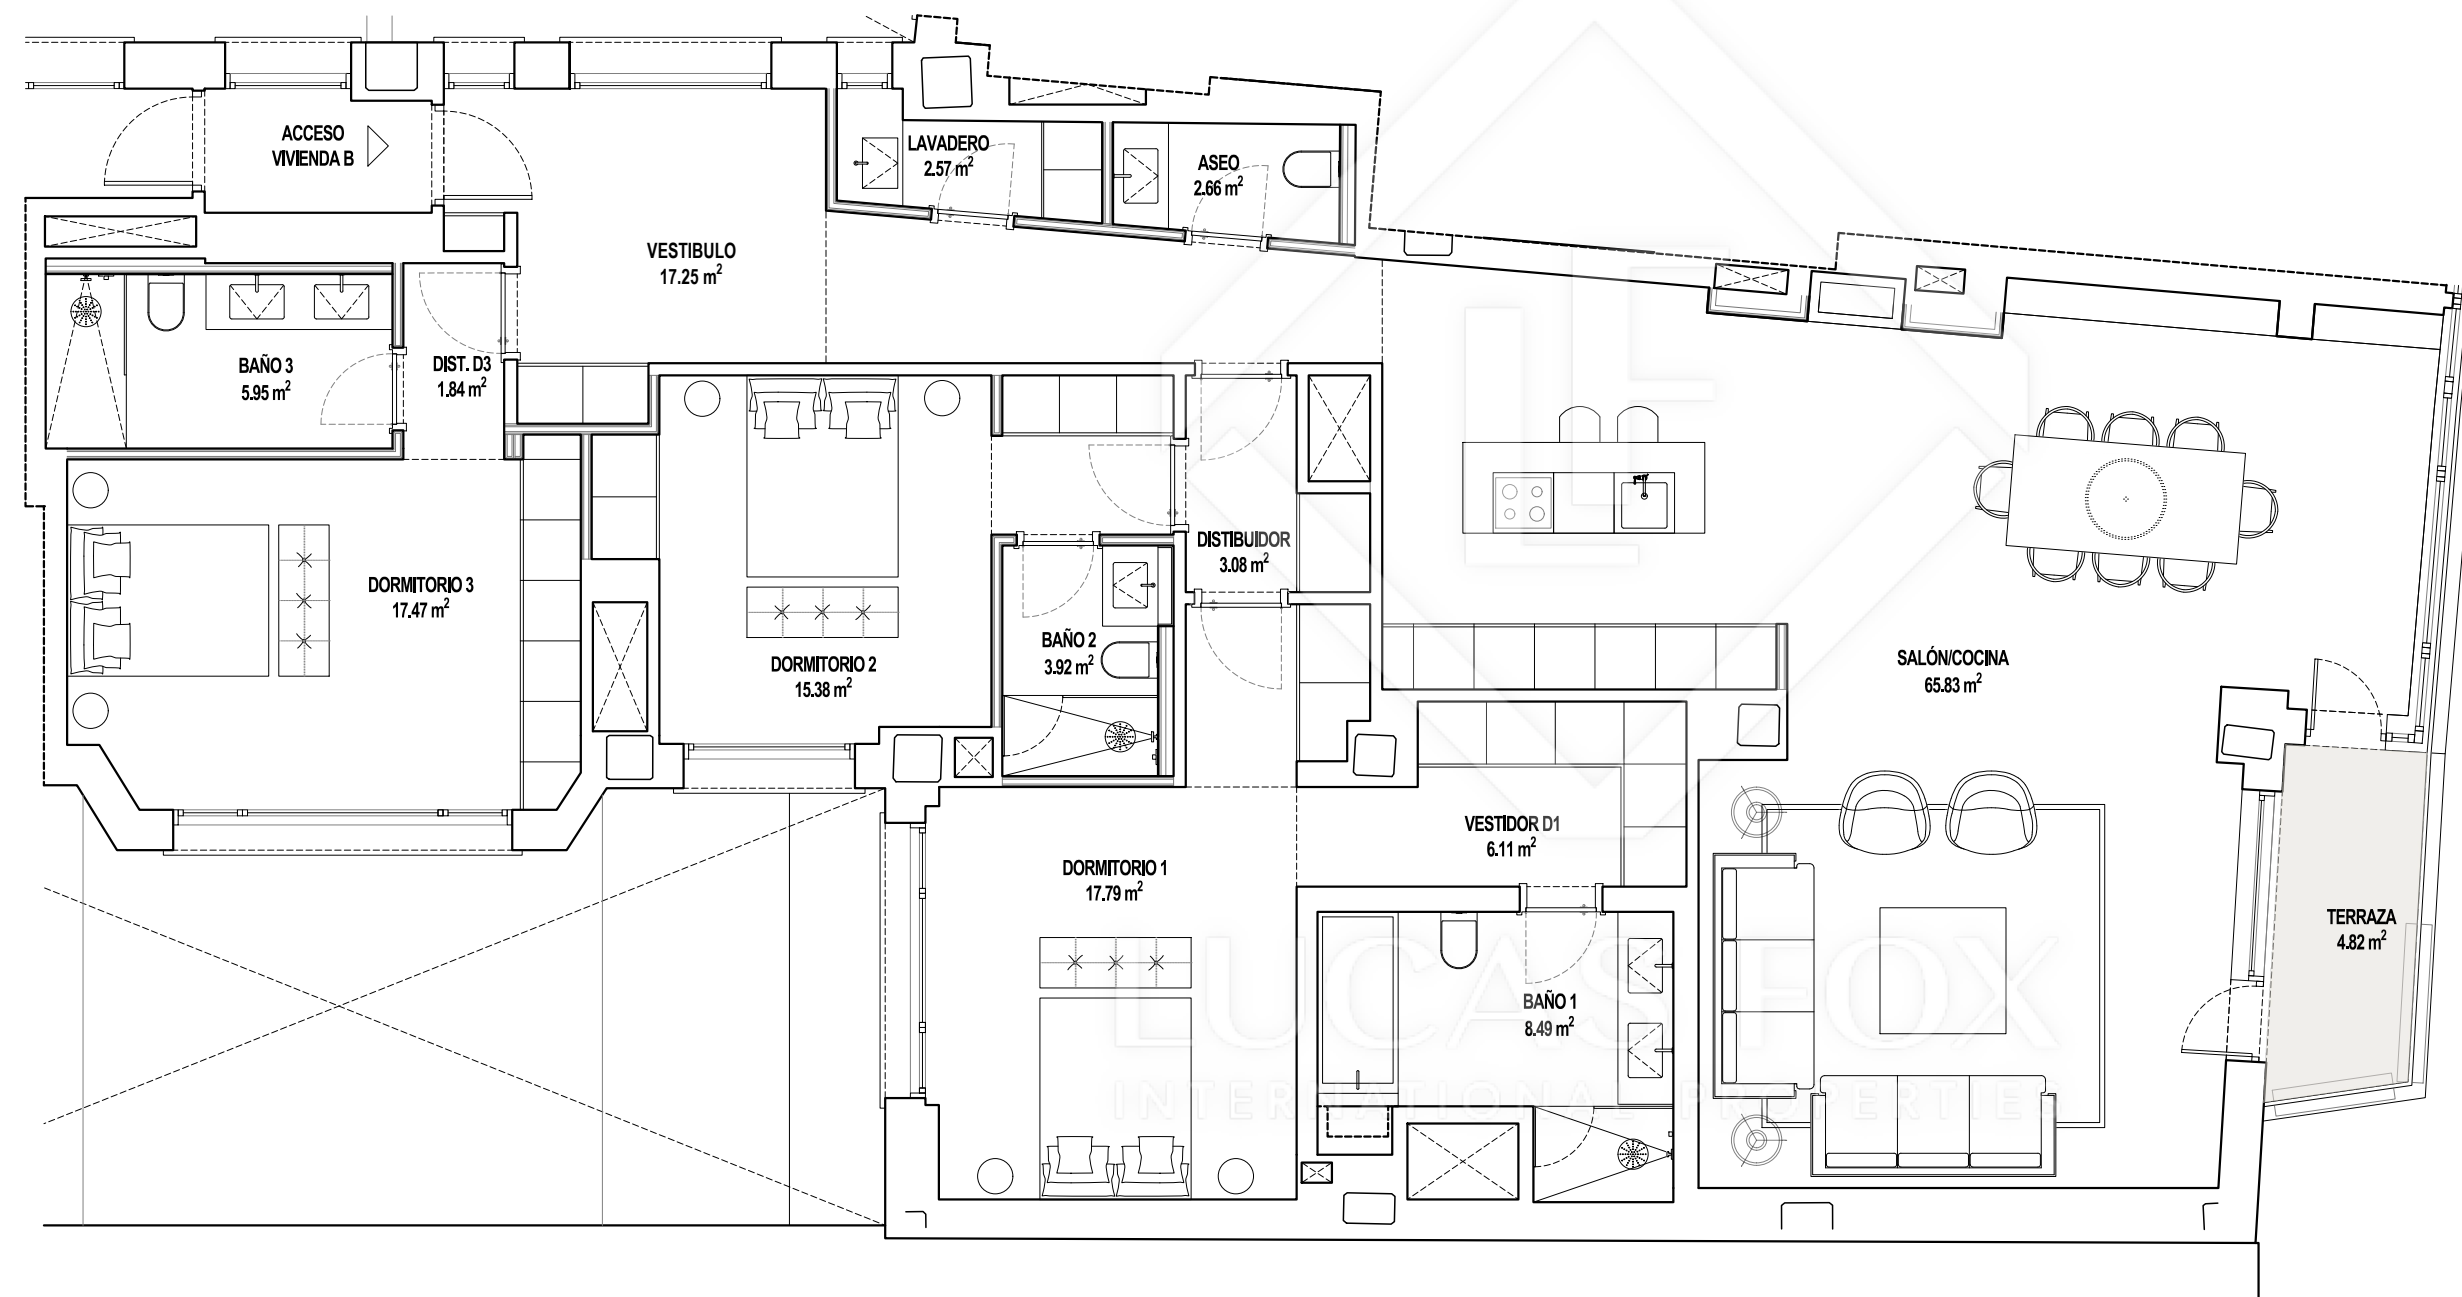 ACCESO
VIVIENDA B
LAVADERO
2.57 m²
ASEO
2.66 m²
VESTIBULO
17.25 m²
BAÑO 3
5.95 m²
DIST. D3
1.84 m²
DISTIBUIDOR
3.08 m²
DORMITORIO 3
17.47 m²
BAÑO 2
3.92 m²
DORMITORIO 2
15.38 m²
SALÓN/COCINA
65.83 m²
VESTIDOR D1
6.11 m²
DORMITORIO 1
17.79 m²
TERRAZA
4.82 m²
BAÑO 1
8.49 m²
LUCAS FOX
INTERNATIONAL PROPERTIES